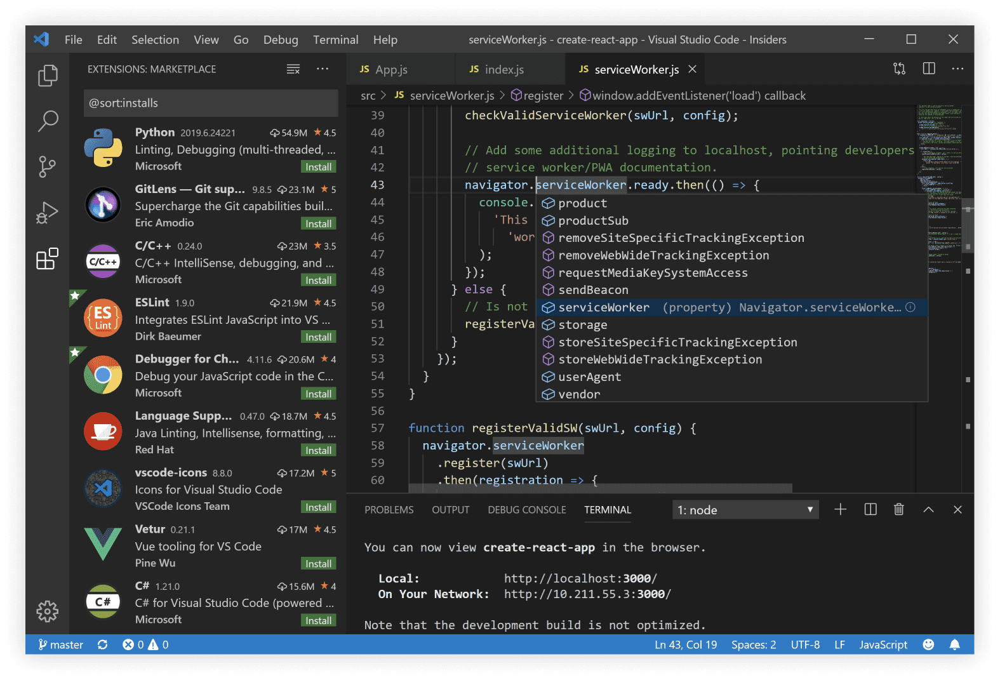 File Edit Selection View Go Debug Terminal Help serviceWorker.js - create-react-app - Visual Studio Code - Insiders
EXTENSIONS: MARKETPLACE
@sort:installs
Python 2019.6.24221 54.9M ★ 4.5
Linting, Debugging (multi-threaded, ...
Microsoft Install
GitLens — Git sup... 9.8.5 23.1M ★ 5
Supercharge the Git capabilities buil...
Eric Amodio Install
C/C++
C/C++ 0.24.0 23M ★ 3.5
C/C++ IntelliSense, debugging, and ...
Microsoft Install
ES
Lint
ESLint 1.9.0 21.9M ★ 4.5
Integrates ESLint JavaScript into VS ...
Dirk Baeumer Install
Debugger for Ch... 4.11.6 20.6M ★ 4
Debug your JavaScript code in the C...
Microsoft Install
Language Supp... 0.47.0 18.7M ★ 4.5
Java Linting, Intellisense, formatting, ...
Red Hat Install
vscode-icons 8.8.0 17.2M ★ 5
Icons for Visual Studio Code
VSCode Icons Team Install
Vetur 0.21.1 17M ★ 4.5
Vue tooling for VS Code
Pine Wu Install
C#
C# 1.21.0 15.6M ★ 4
C# for Visual Studio Code (powered ...
Microsoft Install
JS App.js JS index.js JS serviceWorker.js
src > JS serviceWorker.js > register > window.addEventListener('load') callback
39 checkValidServiceWorker(swUrl, config);
40
41 // Add some additional logging to localhost, pointing developers
42 // service worker/PWA documentation.
43 navigator.serviceWorker.ready.then(() => {
44 console.
45 'This
46 'wor
47 );
48 });
49 } else {
50 // Is not
51 registerVa
52 }
53 });
54 }
55 }
56
57 function registerValidSW(swUrl, config) {
58 navigator.serviceWorker
59 .register(swUrl)
60 .then(registration => {
product
productSub
removeSiteSpecificTrackingException
removeWebWideTrackingException
requestMediaKeySystemAccess
sendBeacon
serviceWorker (property) Navigator.serviceWorke...
storage
storeSiteSpecificTrackingException
storeWebWideTrackingException
userAgent
vendor
PROBLEMS OUTPUT DEBUG CONSOLE TERMINAL 1: node
You can now view create-react-app in the browser.
Local: http://localhost:3000/
On Your Network: http://10.211.55.3:3000/
Note that the development build is not optimized.
master 0 0 Ln 43, Col 19 Spaces: 2 UTF-8 LF JavaScript